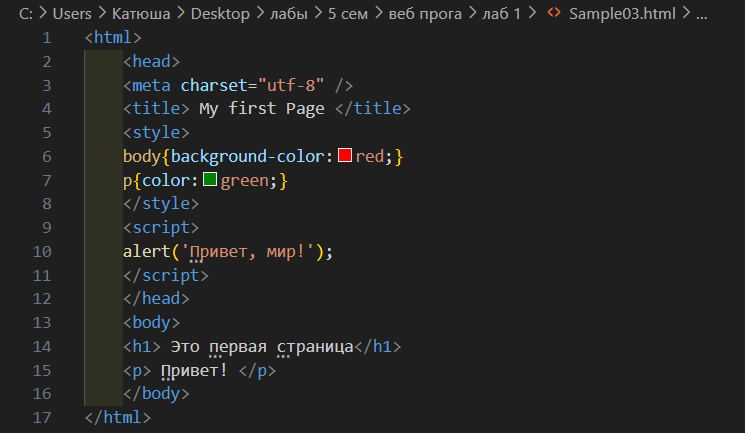 C: > Users > Катюша > Desktop > лабы > 5 сем > веб прога > лаб 1 > <> Sample03.html > ...
1 <html>
2 <head>
3 <meta charset="utf-8" />
4 <title> My first Page </title>
5 <style>
6 body{background-color:red;}
7 p{color:green;}
8 </style>
9 <script>
10 alert('Привет, мир!');
11 </script>
12 </head>
13 <body>
14 <h1> Это первая страница</h1>
15 <p> Привет! </p>
16 </body>
17 </html>